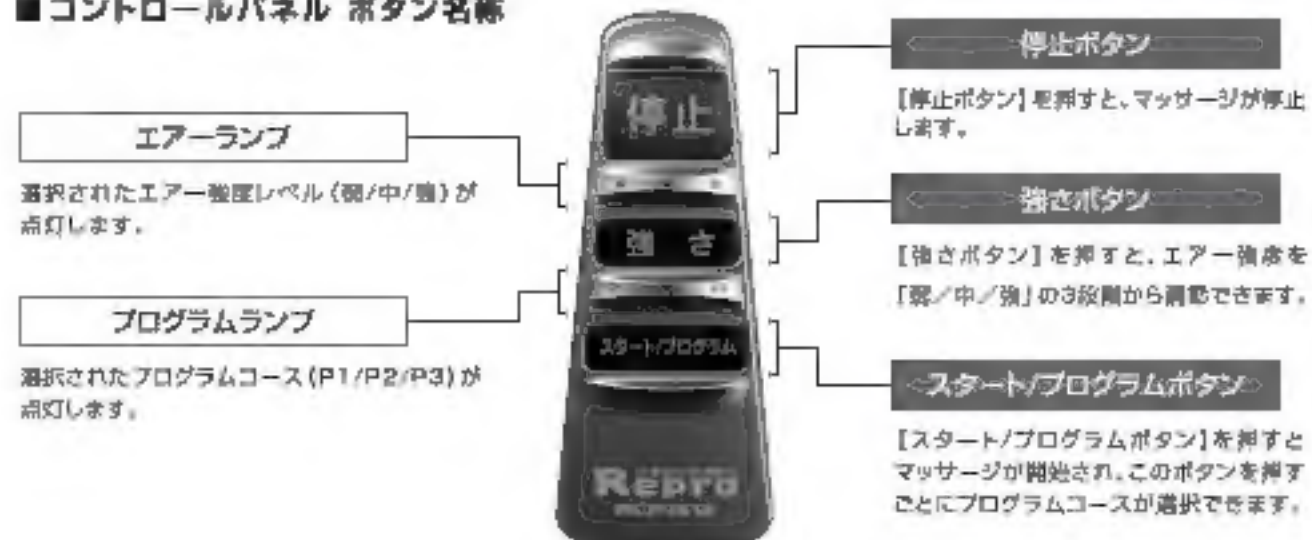 ■コントロールパネル ボタン名称
エアーランプ
選択されたエアー強度レベル(弱/中/強)が
点灯します。
プログラムランプ
選択されたプログラムコース(P1/P2/P3)が
点灯します。
停止
強 さ
スタート/プログラム
Repro
停止ボタン
【停止ボタン】を押すと、マッサージが停止
します。
強さボタン
【強さボタン】を押すと、エアー強度を
「弱/中/強」の3段階から調節できます。
スタート/プログラムボタン
【スタート/プログラムボタン】を押すと
マッサージが開始され、このボタンを押す
ごとにプログラムコースが選択できます。